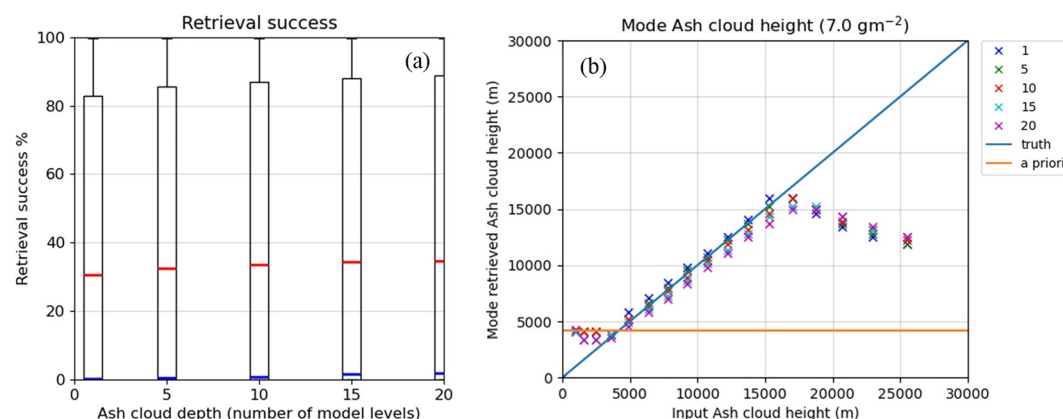 Retrieval success
(a)
Retrieval success %
100
80
60
40
20
0
0 5 10 15 20
Ash cloud depth (number of model levels)
Mode Ash cloud height (7.0 gm⁻²)
(b)
Mode retrieved Ash cloud height (m)
30000
25000
20000
15000
10000
5000
0
0 5000 10000 15000 20000 25000 30000
Input Ash cloud height (m)
1
5
10
15
20
truth
a priori